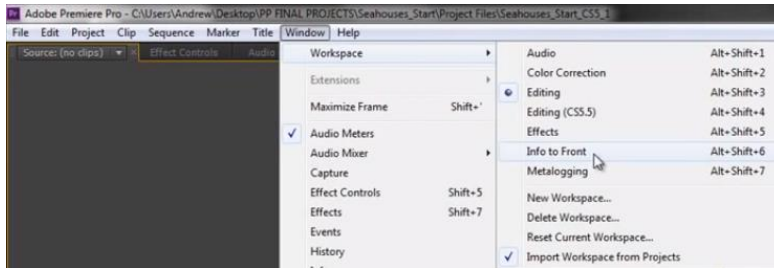 Pr Adobe Premiere Pro - C:\Users\Andrew\Desktop\PP FINAL PROJECTS\Seahouses_Start\Project Files\Seahouses_Start_CS5_1
File Edit Project Clip Sequence Marker Title Window Help
Source: (no clips) Effect Controls Audio
Workspace
Extensions
Maximize Frame Shift+'
Audio Meters
Audio Mixer
Capture
Effect Controls Shift+5
Effects Shift+7
Events
History
Audio Alt+Shift+1
Color Correction Alt+Shift+2
Editing Alt+Shift+3
Editing (CS5.5) Alt+Shift+4
Effects Alt+Shift+5
Info to Front Alt+Shift+6
Metalogging Alt+Shift+7
New Workspace...
Delete Workspace...
Reset Current Workspace...
Import Workspace from Projects